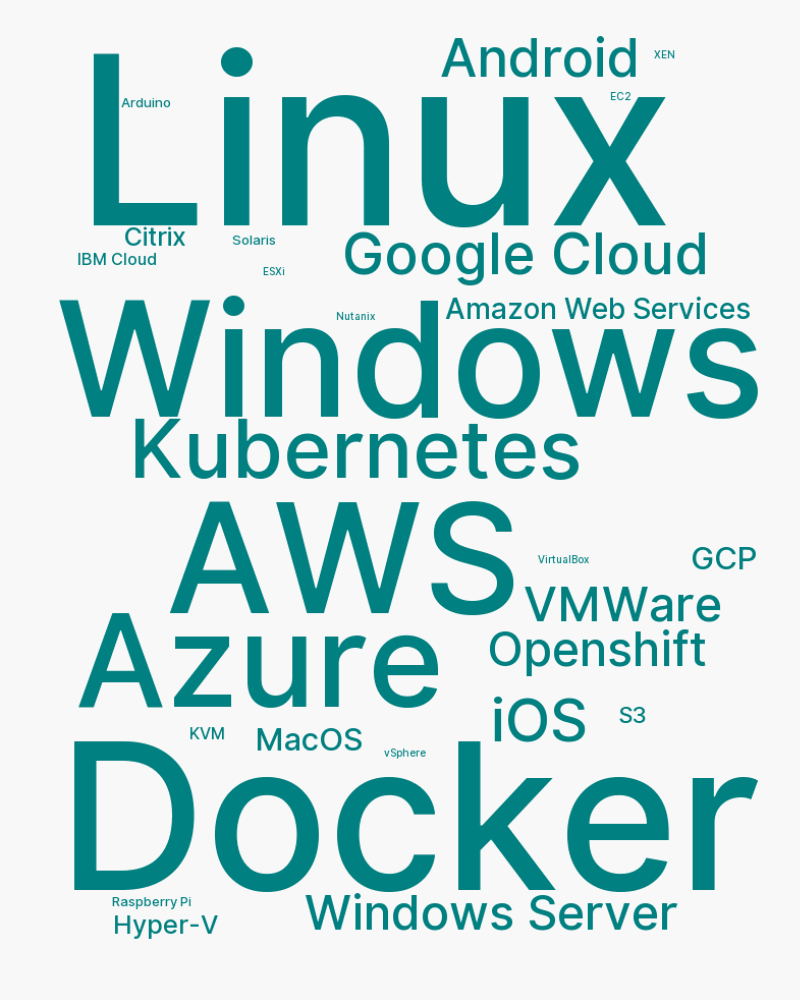 Android
XEN
Linux
Arduino
EC2
Citrix
Solaris
Google Cloud
IBM Cloud
ESXi
Windows
Amazon Web Services
Nutanix
Kubernetes
AWS
VirtualBox
GCP
VMWare
Azure
Openshift
iOS
S3
KVM
MacOS
vSphere
Docker
Raspberry Pi
Windows Server
Hyper-V